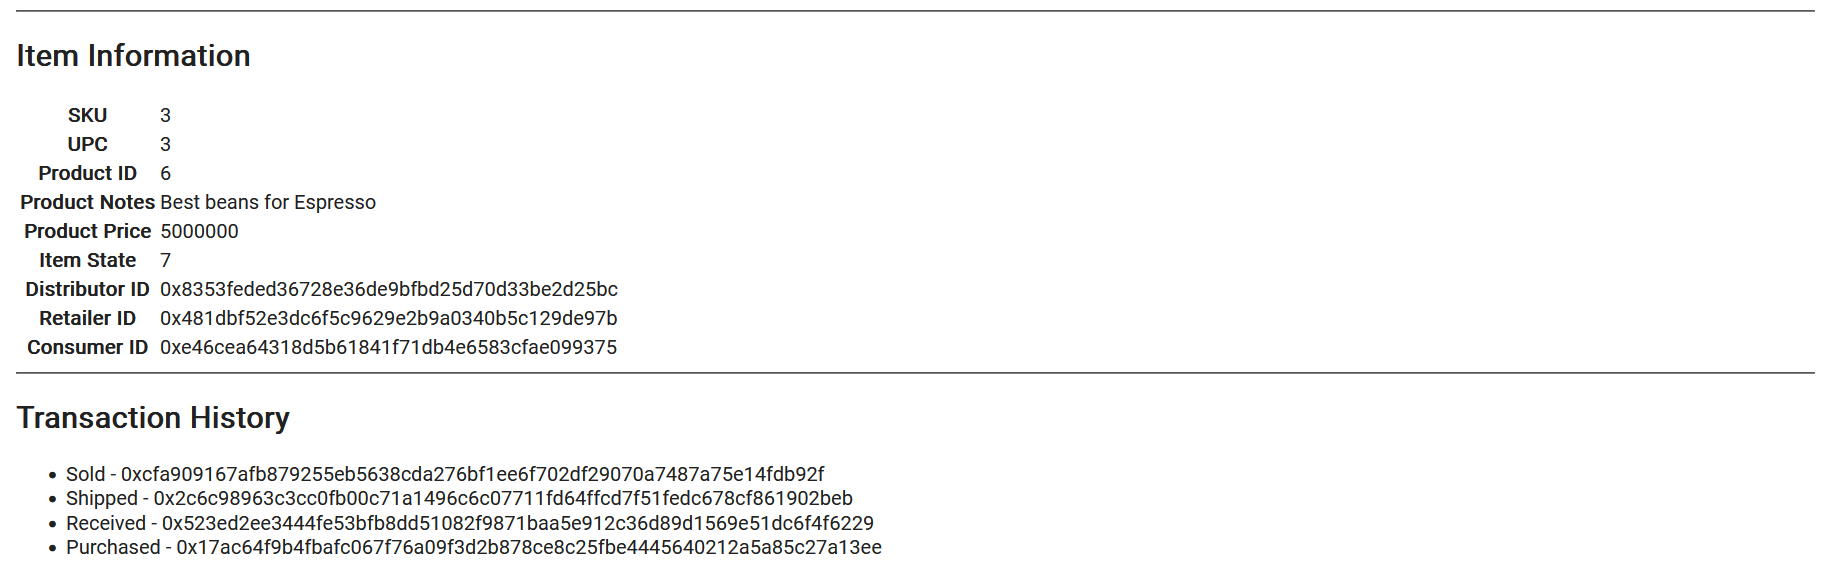 Item Information
SKU 3
UPC 3
Product ID 6
Product Notes Best beans for Espresso
Product Price 5000000
Item State 7
Distributor ID 0x8353feded36728e36de9bfbd25d70d33be2d25bc
Retailer ID 0x481dbf52e3dc6f5c9629e2b9a0340b5c129de97b
Consumer ID 0xe46cea64318d5b61841f71db4e6583cfae099375
Transaction History
• Sold - 0xcfa909167afb879255eb5638cda276bf1ee6f702df29070a7487a75e14fdb92f
• Shipped - 0x2c6c98963c3cc0fb00c71a1496c6c07711fd64ffcd7f51fedc678cf861902beb
• Received - 0x523ed2ee3444fe53bfb8dd51082f9871baa5e912c36d89d1569e51dc6f4f6229
• Purchased - 0x17ac64f9b4fbafc067f76a09f3d2b878ce8c25fbe4445640212a5a85c27a13ee